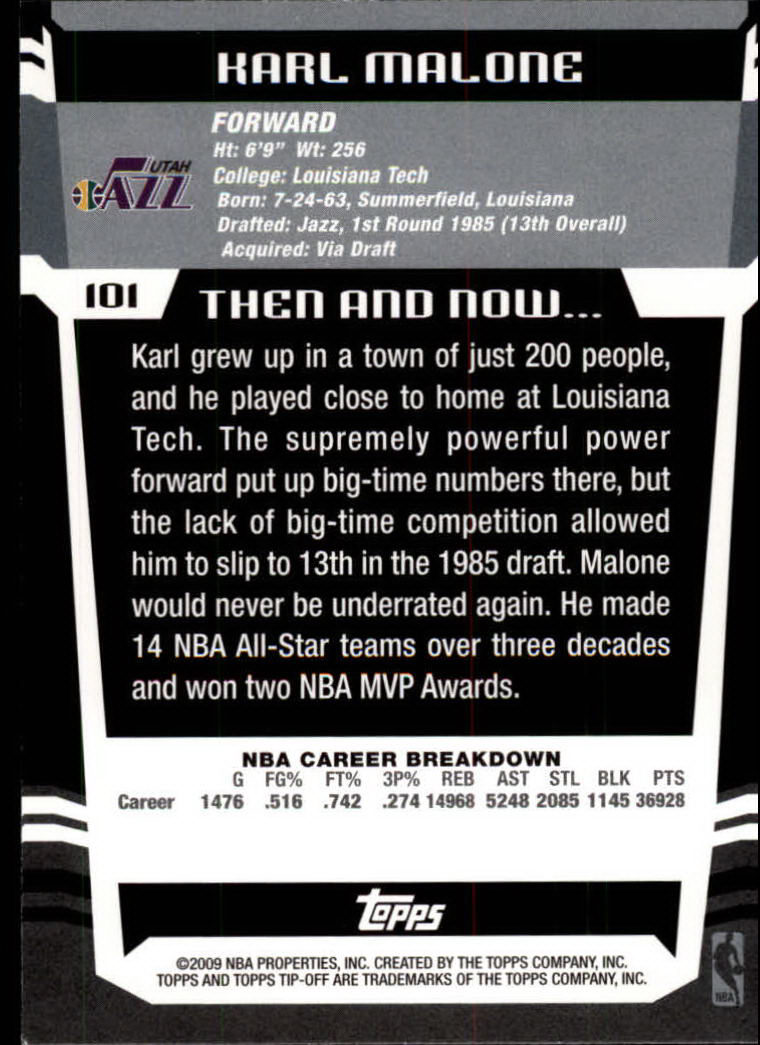 KARL MALONE
FORWARD
Ht: 6'9" Wt: 256
College: Louisiana Tech
Born: 7-24-63, Summerfield, Louisiana
Drafted: Jazz, 1st Round 1985 (13th Overall)
Acquired: Via Draft
UTAH
JAZZ
101
THEN AND NOW...
Karl grew up in a town of just 200 people,
and he played close to home at Louisiana
Tech. The supremely powerful power
forward put up big-time numbers there, but
the lack of big-time competition allowed
him to slip to 13th in the 1985 draft. Malone
would never be underrated again. He made
14 NBA All-Star teams over three decades
and won two NBA MVP Awards.
NBA CAREER BREAKDOWN
G FG% FT% 3P% REB AST STL BLK PTS
Career 1476 .516 .742 .274 14968 5248 2085 1145 36928
topps
©2009 NBA PROPERTIES, INC. CREATED BY THE TOPPS COMPANY, INC.
TOPPS AND TOPPS TIP-OFF ARE TRADEMARKS OF THE TOPPS COMPANY, INC.
NBA